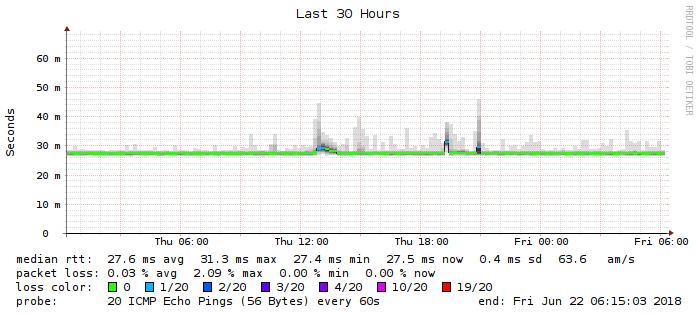 Last 30 Hours
RRDTOOL / TOBI OETIKER
Seconds
60 m
50 m
40 m
30 m
20 m
10 m
0
Thu 06:00 Thu 12:00 Thu 18:00 Fri 00:00 Fri 06:00
median rtt: 27.6 ms avg 31.3 ms max 27.4 ms min 27.5 ms now 0.4 ms sd 63.6 am/s
packet loss: 0.03 % avg 2.09 % max 0.00 % min 0.00 % now
loss color: 0 1/20 2/20 3/20 4/20 10/20 19/20
probe: 20 ICMP Echo Pings (56 Bytes) every 60s end: Fri Jun 22 06:15:03 2018